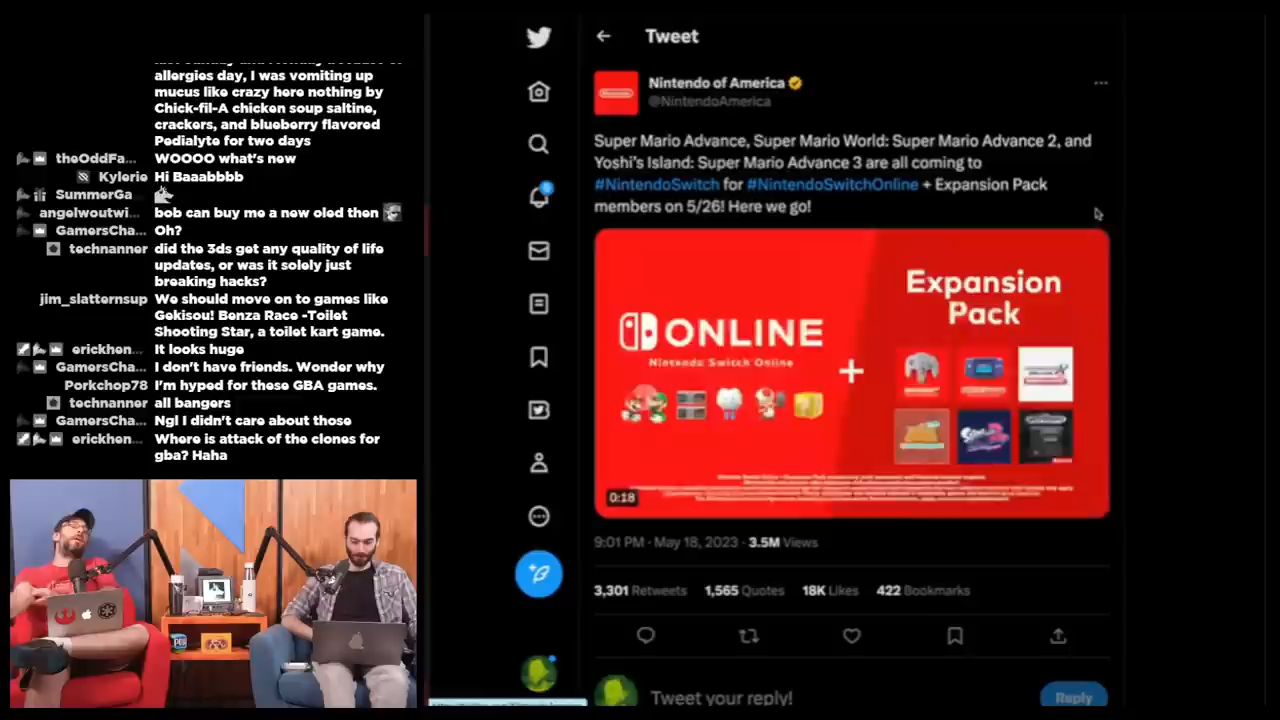 allergies day, I was vomiting up
mucus like crazy here nothing by
Chick-fil-A chicken soup saltine,
crackers, and blueberry flavored
Pedialyte for two days
theOddFa... WOOOO what's new
Kylerie Hi Baaabbbb
SummerGa
angelwoutwi... bob can buy me a new oled then
GamersCha... Oh?
technanner did the 3ds get any quality of life
updates, or was it solely just
breaking hacks?
jim_slatternsup We should move on to games like
Gekisou! Benza Race -Toilet
Shooting Star, a toilet kart game.
erickhen... It looks huge
GamersCha... I don't have friends. Wonder why
Porkchop78 I'm hyped for these GBA games.
technanner all bangers
GamersCha... Ngl I didn't care about those
erickhen... Where is attack of the clones for
gba? Haha
Tweet
Nintendo of America
@NintendoAmerica
Super Mario Advance, Super Mario World: Super Mario Advance 2, and
Yoshi's Island: Super Mario Advance 3 are all coming to
#NintendoSwitch for #NintendoSwitchOnline + Expansion Pack
members on 5/26! Here we go!
ONLINE
Nintendo Switch Online
+
Expansion
Pack
0:18
9:01 PM · May 18, 2023 · 3.5M Views
3,301 Retweets 1,565 Quotes 18K Likes 422 Bookmarks
Tweet your reply!
Reply